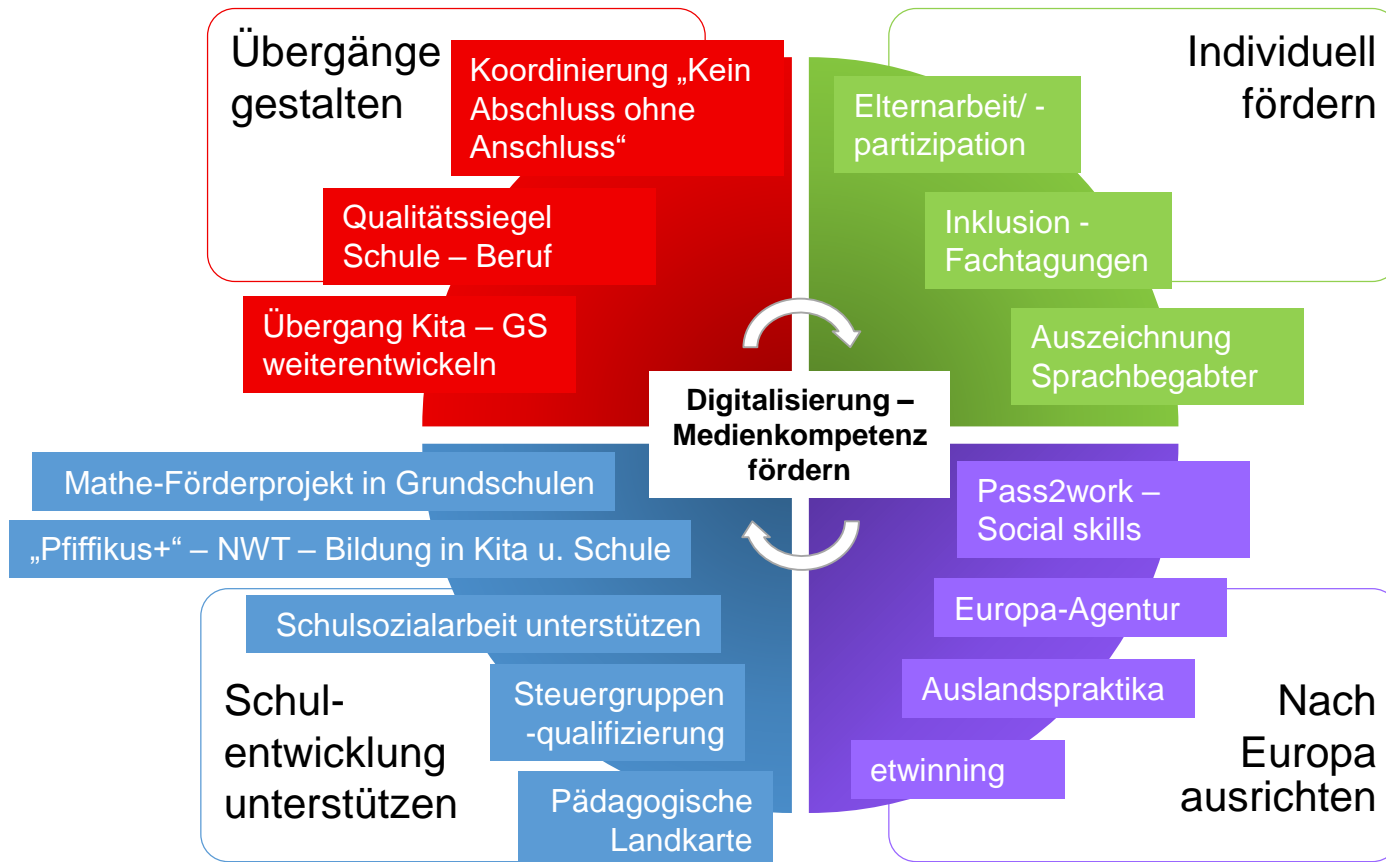 Übergänge
gestalten
Koordinierung „Kein
Abschluss ohne
Anschluss“
Qualitätssiegel
Schule – Beruf
Übergang Kita – GS
weiterentwickeln
Individuell
fördern
Elternarbeit/ -
partizipation
Inklusion -
Fachtagungen
Auszeichnung
Sprachbegabter
Digitalisierung –
Medienkompetenz
fördern
Mathe-Förderprojekt in Grundschulen
„Pfiffikus+“ – NWT – Bildung in Kita u. Schule
Schulsozialarbeit unterstützen
Steuergruppen
-qualifizierung
Pädagogische
Landkarte
Schul-
entwicklung
unterstützen
Pass2work –
Social skills
Europa-Agentur
Auslandspraktika
etwinning
Nach
Europa
ausrichten